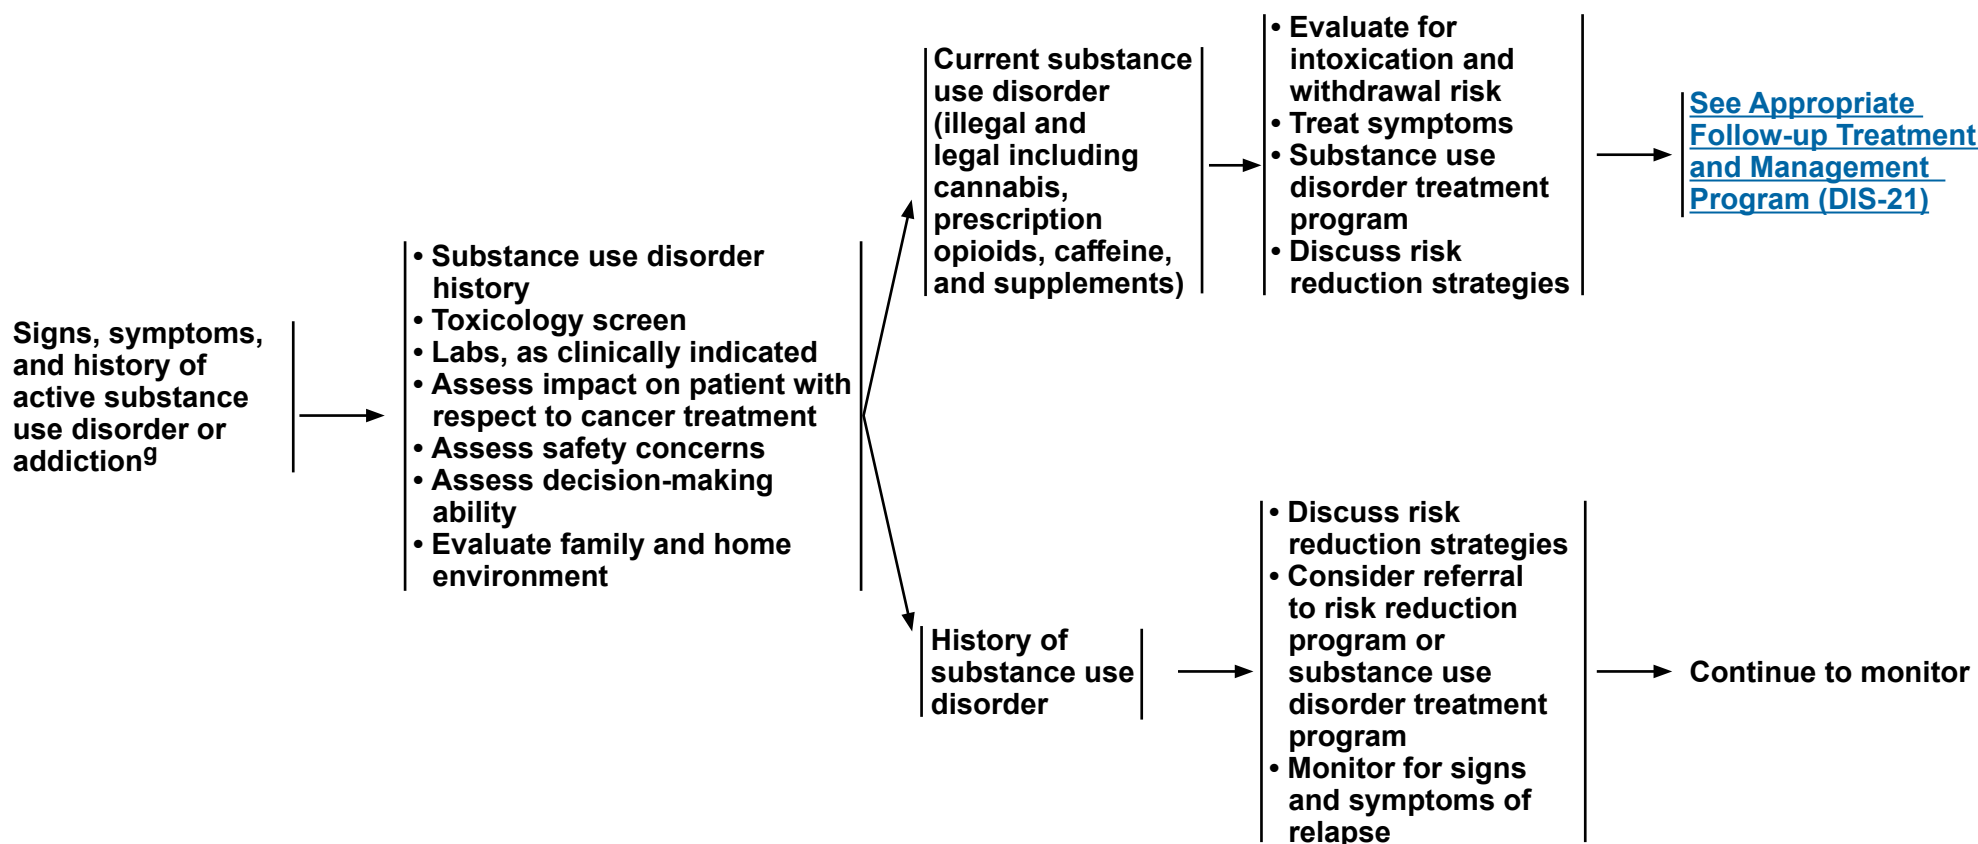 Signs, symptoms,
and history of
active substance
use disorder or
addictiong
• Substance use disorder
history
• Toxicology screen
• Labs, as clinically indicated
• Assess impact on patient with
respect to cancer treatment
• Assess safety concerns
• Assess decision-making
ability
• Evaluate family and home
environment
Current substance
use disorder
(illegal and
legal including
cannabis,
prescription
opioids, caffeine,
and supplements)
• Evaluate for
intoxication and
withdrawal risk
• Treat symptoms
• Substance use
disorder treatment
program
• Discuss risk
reduction strategies
See Appropriate
Follow-up Treatment
and Management
Program (DIS-21)
History of
substance use
disorder
• Discuss risk
reduction strategies
• Consider referral
to risk reduction
program or
substance use
disorder treatment
program
• Monitor for signs
and symptoms of
relapse
Continue to monitor